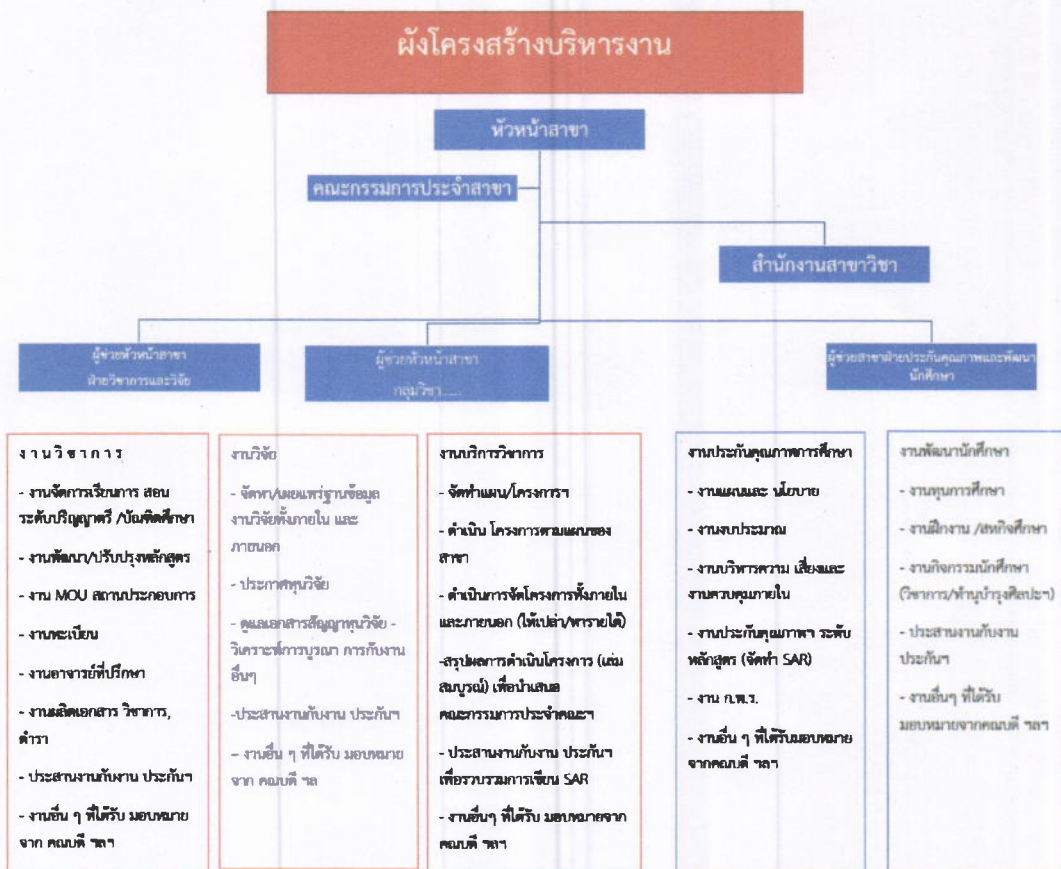 ผังโครงสร้างบริหารงาน
หัวหน้าสาขา
คณะกรรมการประจำสาขา
สำนักงานสาขาวิชา
ผู้ช่วยหัวหน้าสาขา
ฝ่ายวิชาการและวิจัย
ผู้ช่วยหัวหน้าสาขา
กลุ่มวิชา.....
ผู้ช่วยสาขาฝ่ายประกันคุณภาพและพัฒนา
นักศึกษา
งานวิชาการ
- งานจัดการเรียนการ สอน
ระดับปริญญาตรี /บัณฑิตศึกษา
- งานพัฒนา/ปรับปรุงหลักสูตร
- งาน MOU สถานประกอบการ
- งานทะเบียน
- งานอาจารย์ที่ปรึกษา
- งานผลิตเอกสาร วิชาการ,
ตำรา
- ประสานงานกับงาน ประกันฯ
- งานอื่น ๆ ที่ได้รับ มอบหมาย
จาก คณบดี ฯลฯ
งานวิจัย
- จัดหา/เผยแพร่ฐานข้อมูล
งานวิจัยทั้งภายใน และ
ภายนอก
- ประกาศทุนวิจัย
- ดูแลเอกสารสัญญาทุนวิจัย -
วิเคราะห์การบูรณา การกับงาน
อื่นๆ
-ประสานงานกับงาน ประกันฯ
- งานอื่น ๆ ที่ได้รับ มอบหมาย
จาก คณบดี ฯล
งานบริการวิชาการ
- จัดทำแผน/โครงการฯ
- ดำเนิน โครงการตามแผนของ
สาขา
- ดำเนินการจัดโครงการทั้งภายใน
และภายนอก (ให้เปล่า/หารายได้)
-สรุปผลการดำเนินโครงการ (เล่ม
สมบูรณ์) เพื่อนำเสนอ
คณะกรรมการประจำคณะฯ
- ประสานงานกับงาน ประกันฯ
เพื่อรวบรวมการเขียน SAR
- งานอื่นๆ ที่ได้รับ มอบหมายจาก
คณบดี ฯลฯ
งานประกันคุณภาพการศึกษา
- งานแผนและ นโยบาย
- งานงบประมาณ
- งานบริหารความ เสี่ยงและ
งานควบคุมภายใน
- งานประกันคุณภาพฯ ระดับ
หลักสูตร (จัดทำ SAR)
- งาน ก.พ.ร.
- งานอื่น ๆ ที่ได้รับมอบหมาย
จากคณบดี ฯลฯ
งานพัฒนานักศึกษา
- งานทุนการศึกษา
- งานฝึกงาน /สหกิจศึกษา
- งานกิจกรรมนักศึกษา
(วิชาการ/ทำนุบำรุงศิลปะฯ)
- ประสานงานกับงาน
ประกันฯ
- งานอื่นๆ ที่ได้รับ
มอบหมายจากคณบดี ฯลฯ